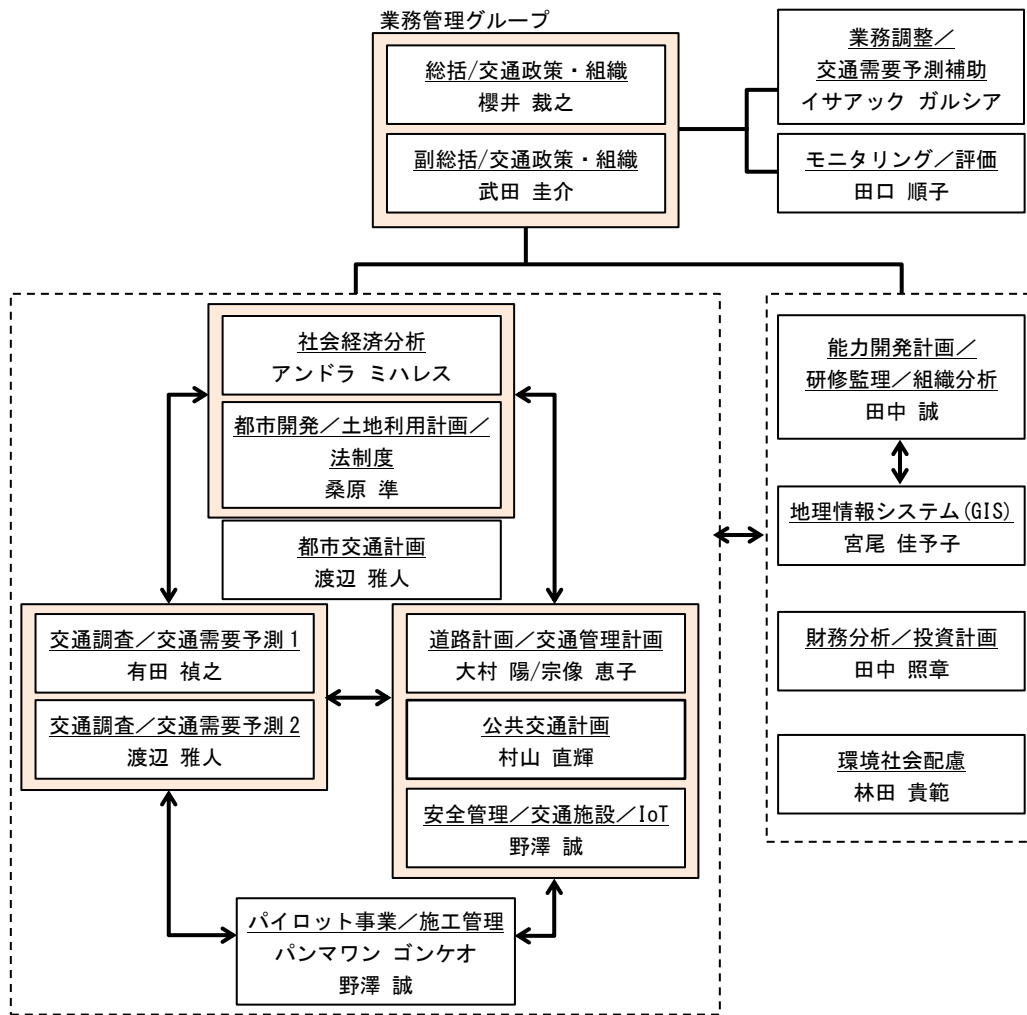 業務管理グループ
総括/交通政策・組織
櫻井 裁之
副総括/交通政策・組織
武田 圭介
業務調整／
交通需要予測補助
イサアック ガルシア
モニタリング／評価
田口 順子
社会経済分析
アンドラ ミハレス
都市開発／土地利用計画／
法制度
桑原 準
都市交通計画
渡辺 雅人
交通調査／交通需要予測１
有田 禎之
交通調査／交通需要予測２
渡辺 雅人
道路計画／交通管理計画
大村 陽/宗像 恵子
公共交通計画
村山 直輝
安全管理／交通施設／IoT
野澤 誠
パイロット事業／施工管理
パンマワン ゴンケオ
野澤 誠
能力開発計画／
研修監理／組織分析
田中 誠
地理情報システム(GIS)
宮尾 佳予子
財務分析／投資計画
田中 照章
環境社会配慮
林田 貴範